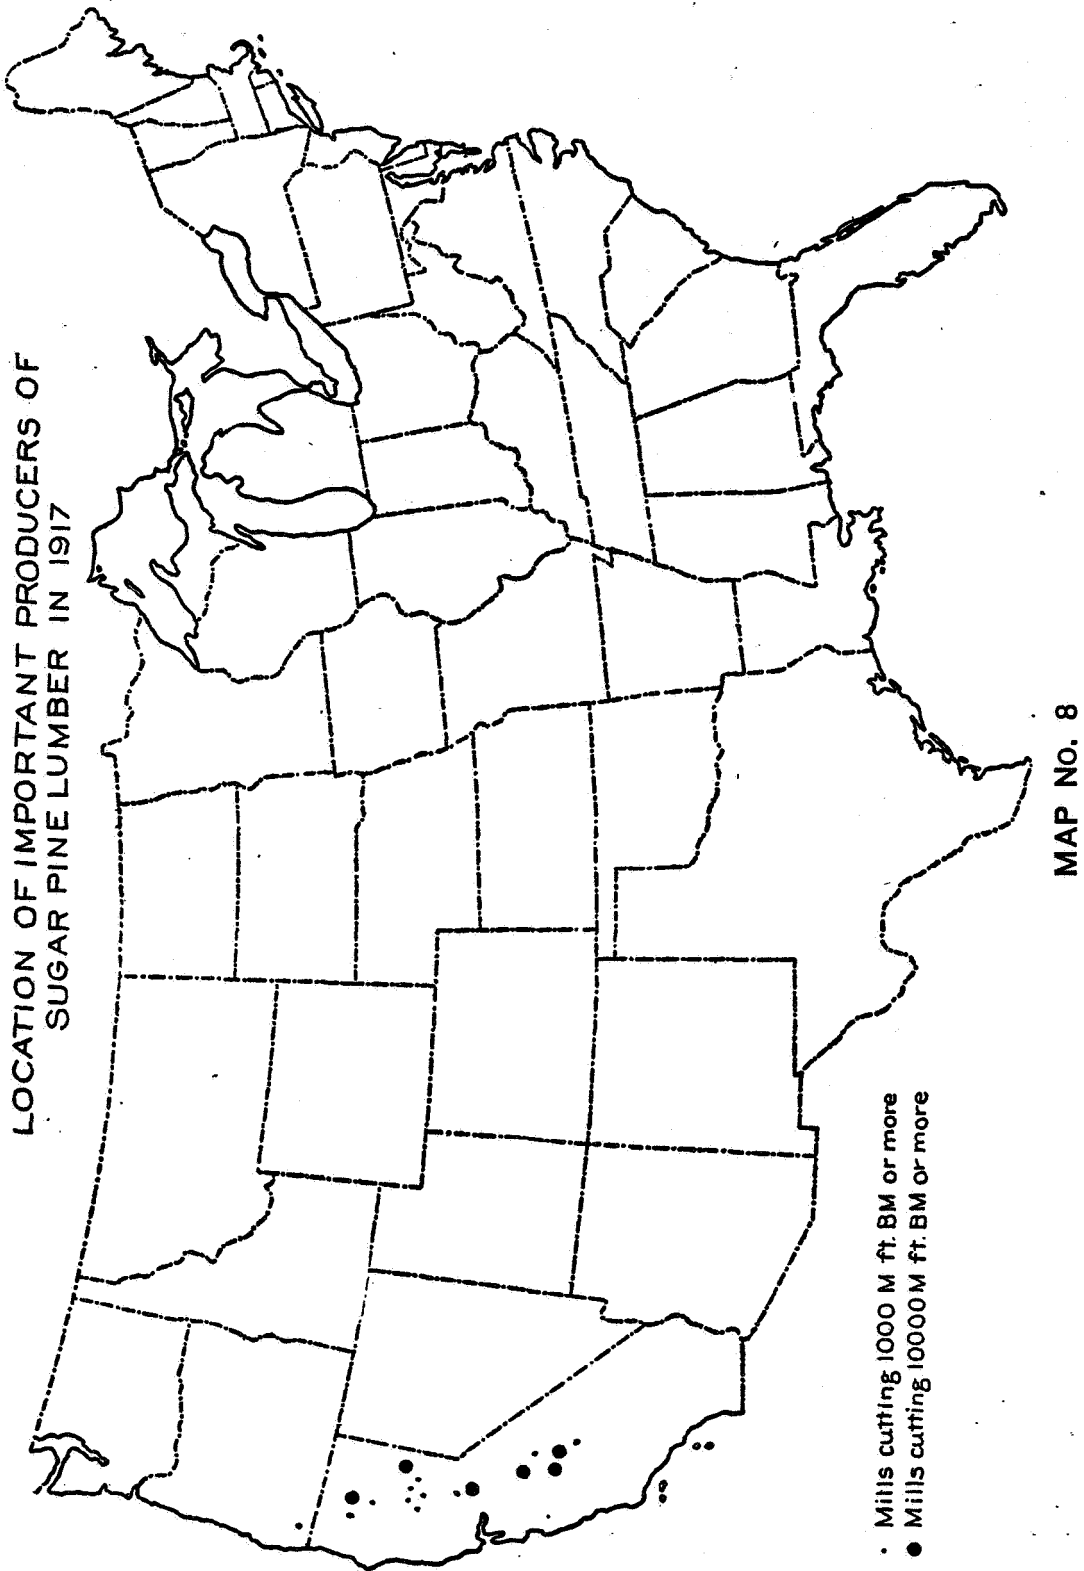 LOCATION OF IMPORTANT PRODUCERS OF
SUGAR PINE LUMBER IN 1917
· Mills cutting 1000 M ft. BM or more
● Mills cutting 10000 M ft. BM or more
MAP No. 8